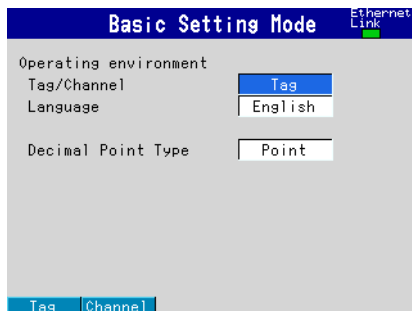 Basic Setting Mode Ethernet
Link
Operating environment
Tag/Channel Tag
Language English
Decimal Point Type Point
Tag Channel